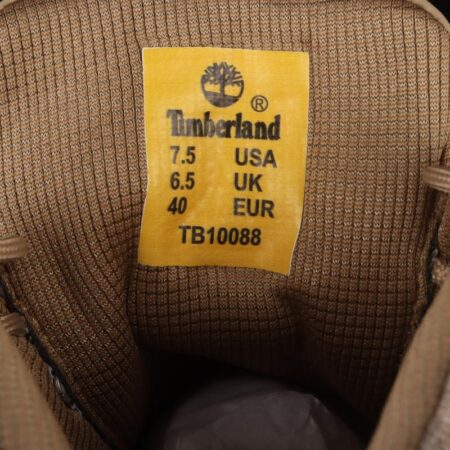 ®
Timberland
7.5 USA
6.5 UK
40 EUR
TB10088